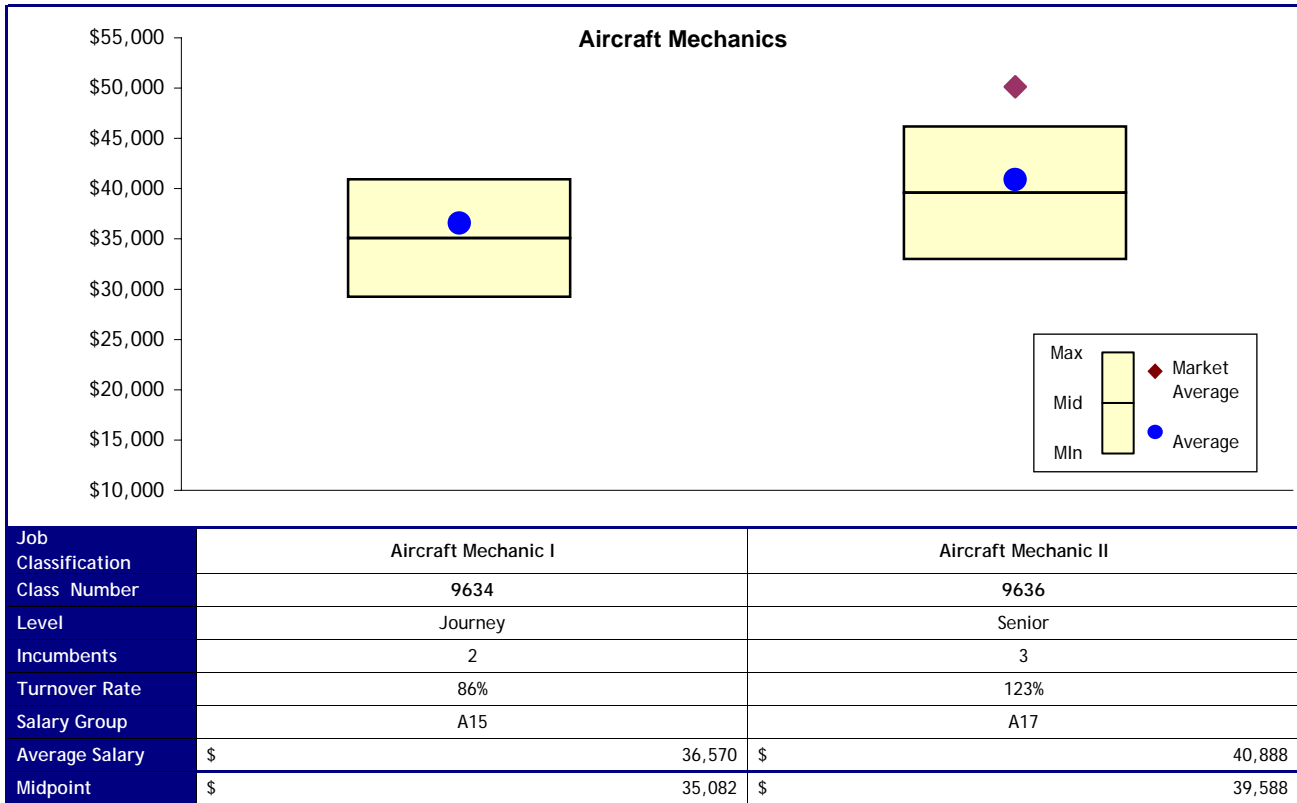 Aircraft Mechanics
$55,000
$50,000
$45,000
$40,000
$35,000
$30,000
$25,000
$20,000
$15,000
$10,000
Max
Mid
MIn
Market
Average
Average
Job
Classification
Aircraft Mechanic I
Aircraft Mechanic II
Class Number
9634
9636
Level
Journey
Senior
Incumbents
2
3
Turnover Rate
86%
123%
Salary Group
A15
A17
Average Salary
$ 36,570
$ 40,888
Midpoint
$ 35,082
$ 39,588